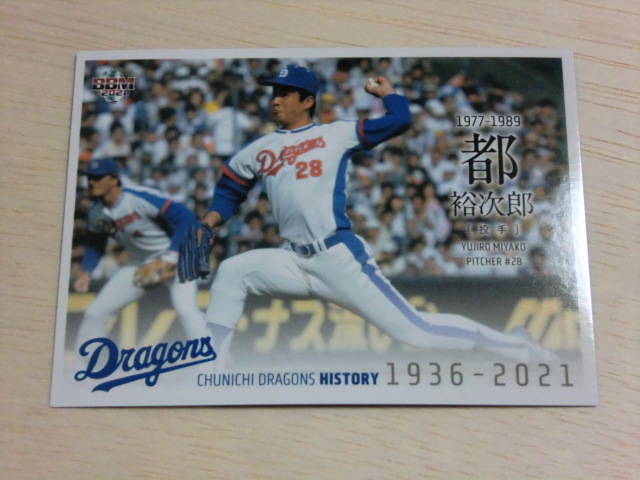 BBM
2021
1977-1989
都
裕次郎
[投手]
YUJIRO MIYAKO
PITCHER #28
Dragons
28
Dragons
CHUNICHI DRAGONS HISTORY 1936-2021